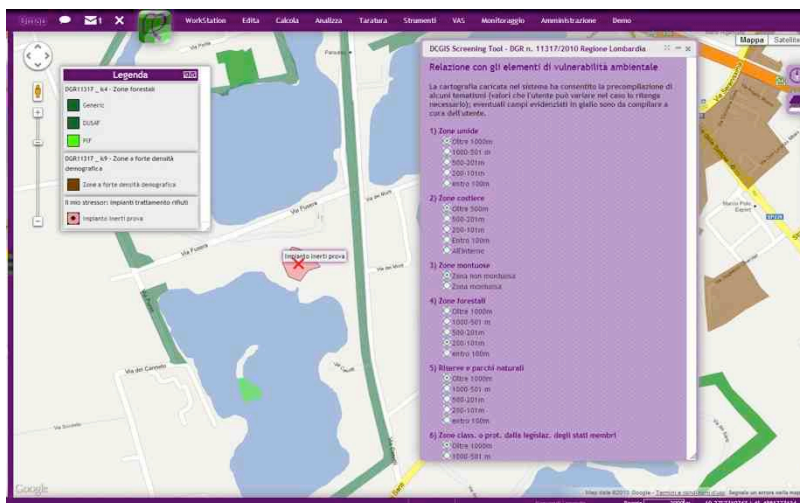 WorkStation Edita Calcola Analizza Taratura Strumenti VAS Monitoraggio Amministrazione Demo
Mappa Satellite
Legenda
DGR11317 _ k4 - Zone forestali
Generic
DUSAF
PIF
DGR11317 _ k9 - Zone a forte densità
demografica
Zone a forte densità demografica
Il mio stressor: impianti trattamento rifiuti
Impianto inerti prova
Impianto inerti prova
Via Fusara
Via Fusara
Via dei Morti
Via del Carmelo
DCGIS Screening Tool - DGR n. 11317/2010 Regione Lombardia
Relazione con gli elementi di vulnerabilità ambientale
La cartografia caricata nel sistema ha consentito la precompilazione di
alcuni tematismi (valori che l'utente può variare nel caso lo ritenga
necessario); eventuali campi evidenziati in giallo sono da compilare a
cura dell'utente.
1) Zone umide
Oltre 1000m
1000-501 m
500-201m
200-101m
entro 100m
2) Zone costiere
Oltre 500m
500-201m
200-101m
Entro 100m
All'interno
3) Zone montuose
Zona non montuosa
Zona montuosa
4) Zone forestali
Oltre 1000m
1000-501 m
500-201m
200-101m
entro 100m
5) Riserve e parchi naturali
Oltre 1000m
1000-501 m
500-201m
200-101m
entro 100m
6) Zone class. o prot. dalla legislaz. degli stati membri
Oltre 1000m
1000-501 m
Google